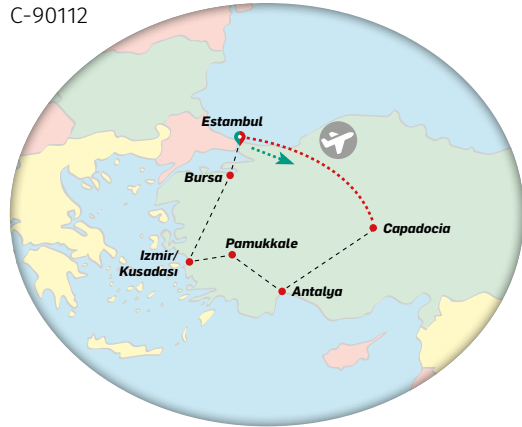 C-90112
Estambul
Bursa
Capadocia
Pamukkale
Izmir/
Kusadası
Antalya